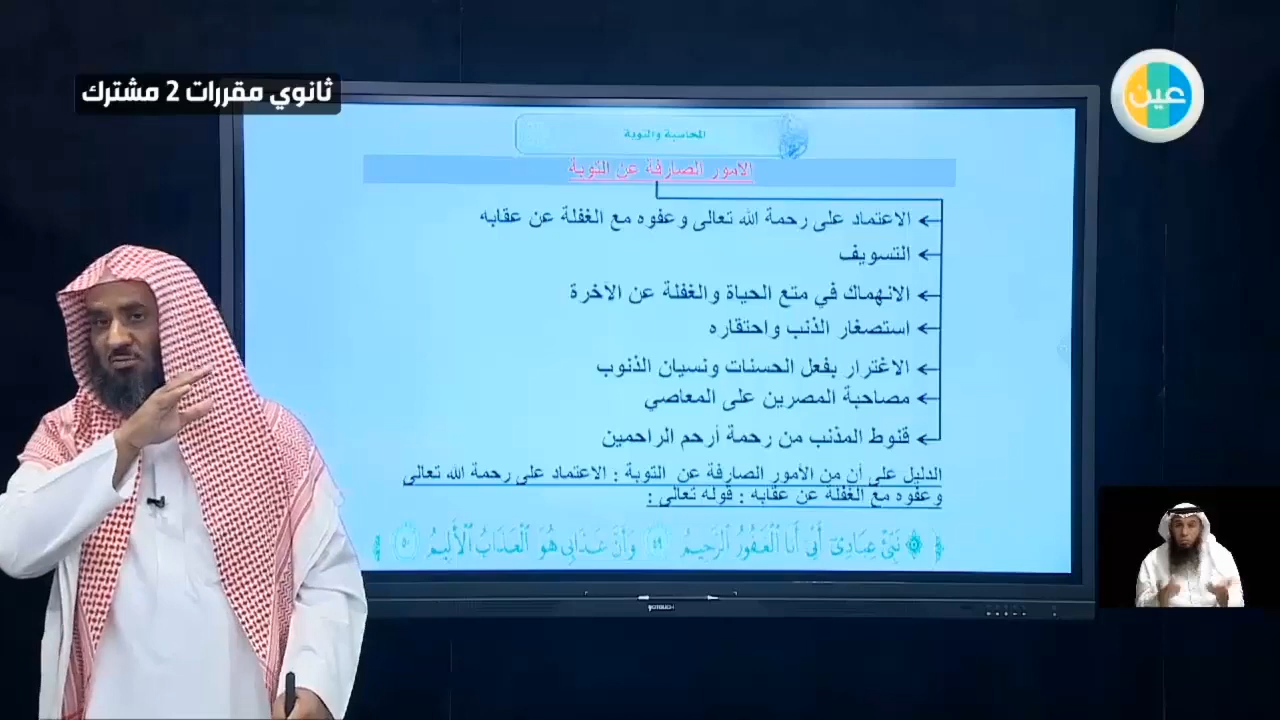 ثانوي مقررات 2 مشترك
عين
المحاسبة والتوبة
الأمور الصارفة عن التوبة
الاعتماد على رحمة الله تعالى وعفوه مع الغفلة عن عقابه
التسويف
الانهماك في متع الحياة والغفلة عن الآخرة
استصغار الذنب واحتقاره
الاغترار بفعل الحسنات ونسيان الذنوب
مصاحبة المصرين على المعاصي
قنوط المذنب من رحمة أرحم الراحمين
الدليل على أن من الأمور الصارفة عن التوبة : الاعتماد على رحمة الله تعالى
وعفوه مع الغفلة عن عقابه : قوله تعالى :
﴿ ۞ نَبِّئْ عِبَادِي أَنِّي أَنَا الْغَفُورُ الرَّحِيمُ ٤٩ وَأَنَّ عَذَابِي هُوَ الْعَذَابُ الْأَلِيمُ ٥٠ ﴾